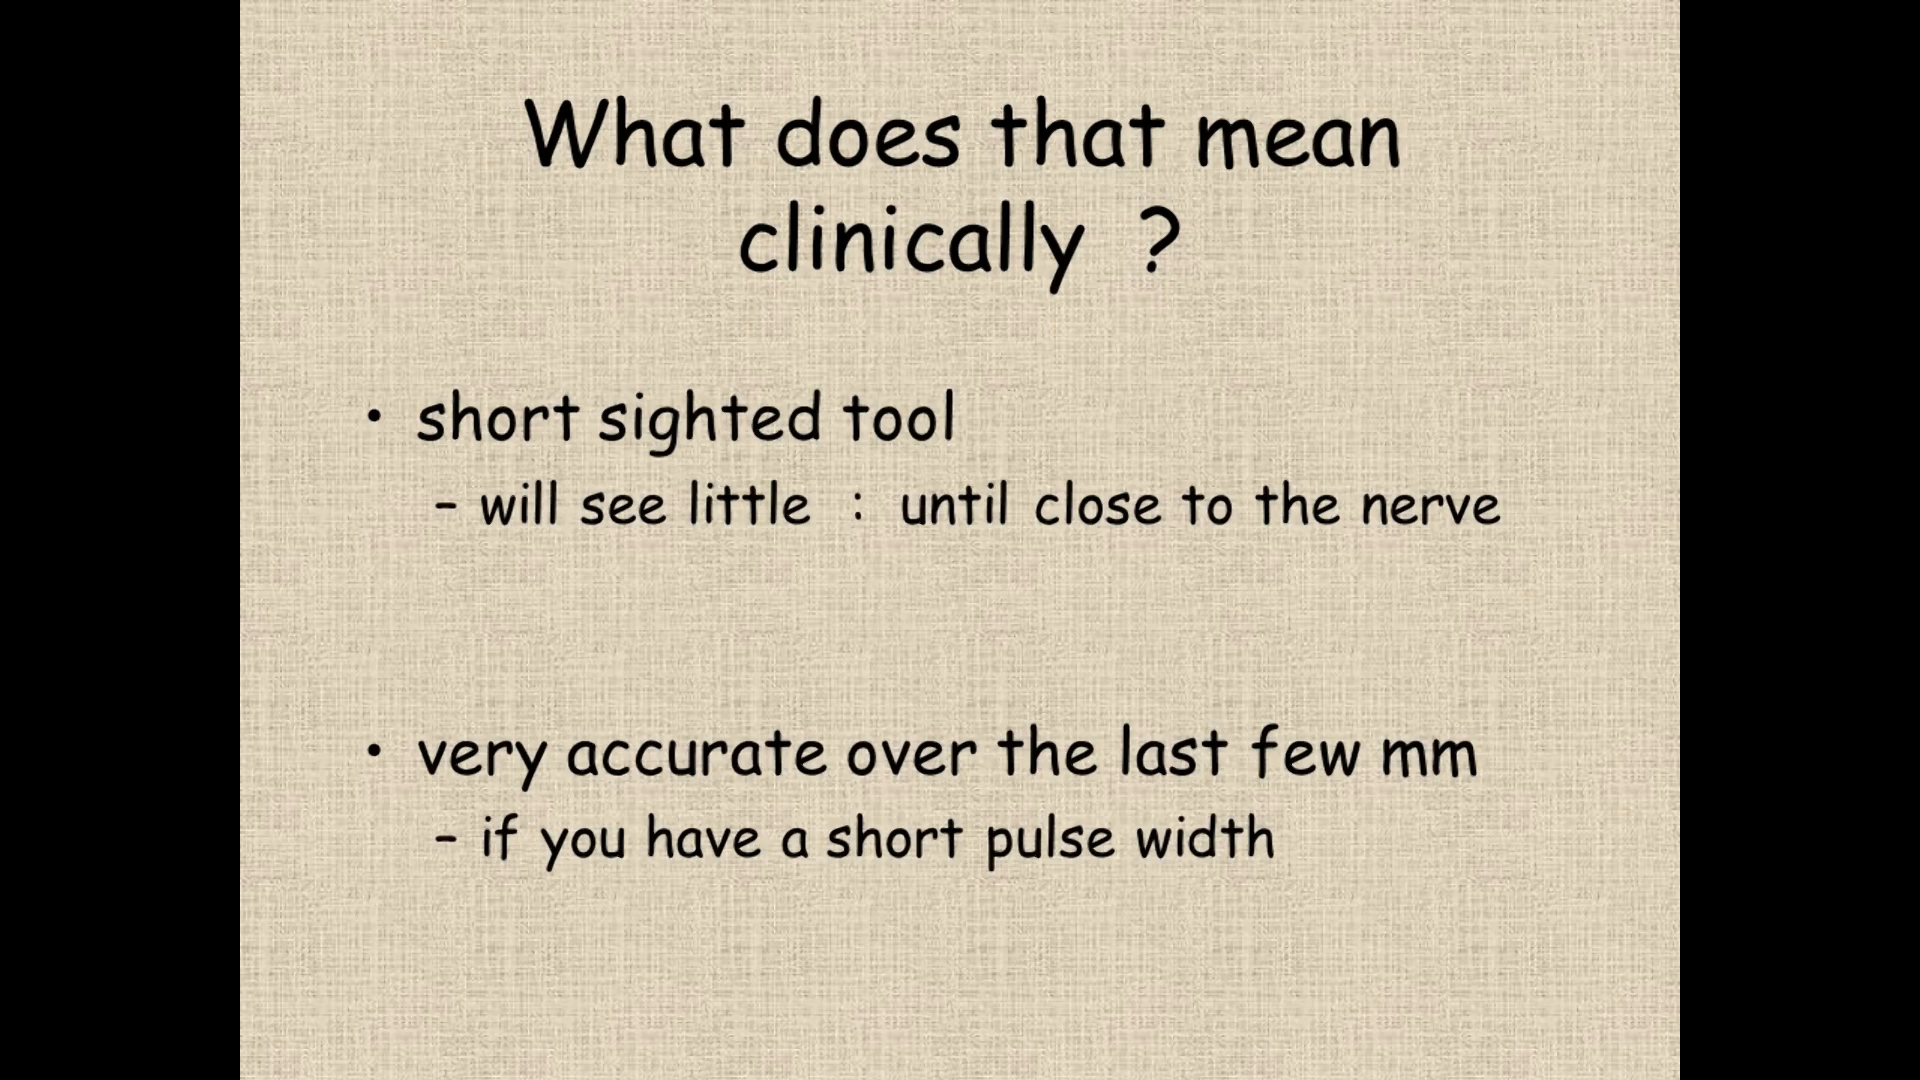 What does that mean
clinically ?
• short sighted tool
– will see little : until close to the nerve
• very accurate over the last few mm
– if you have a short pulse width